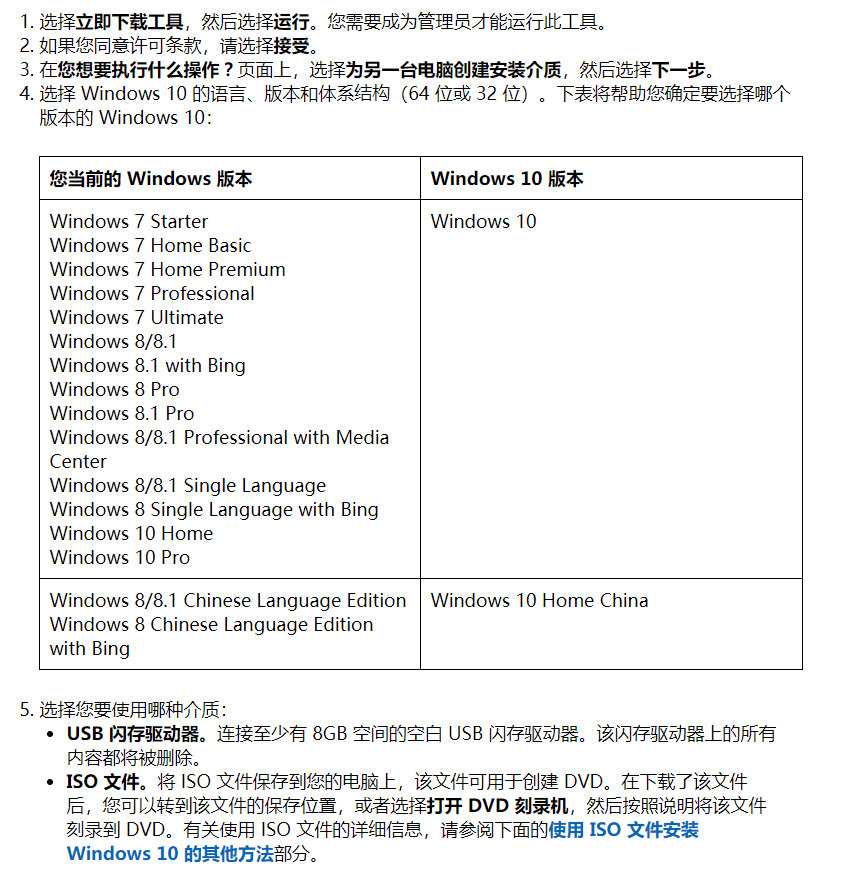 1. 选择立即下载工具，然后选择运行。您需要成为管理员才能运行此工具。
2. 如果您同意许可条款，请选择接受。
3. 在您想要执行什么操作？页面上，选择为另一台电脑创建安装介质，然后选择下一步。
4. 选择 Windows 10 的语言、版本和体系结构（64 位或 32 位）。下表将帮助您确定要选择哪个
版本的 Windows 10：
您当前的 Windows 版本
Windows 10 版本
Windows 7 Starter
Windows 7 Home Basic
Windows 7 Home Premium
Windows 7 Professional
Windows 7 Ultimate
Windows 8/8.1
Windows 8.1 with Bing
Windows 8 Pro
Windows 8.1 Pro
Windows 8/8.1 Professional with Media
Center
Windows 8/8.1 Single Language
Windows 8 Single Language with Bing
Windows 10 Home
Windows 10 Pro
Windows 10
Windows 8/8.1 Chinese Language Edition
Windows 8 Chinese Language Edition
with Bing
Windows 10 Home China
5. 选择您要使用哪种介质：
• USB 闪存驱动器。连接至少有 8GB 空间的空白 USB 闪存驱动器。该闪存驱动器上的所有
内容都将被删除。
• ISO 文件。将 ISO 文件保存到您的电脑上，该文件可用于创建 DVD。在下载了该文件
后，您可以转到该文件的保存位置，或者选择打开 DVD 刻录机，然后按照说明将该文件
刻录到 DVD。有关使用 ISO 文件的详细信息，请参阅下面的使用 ISO 文件安装
Windows 10 的其他方法部分。